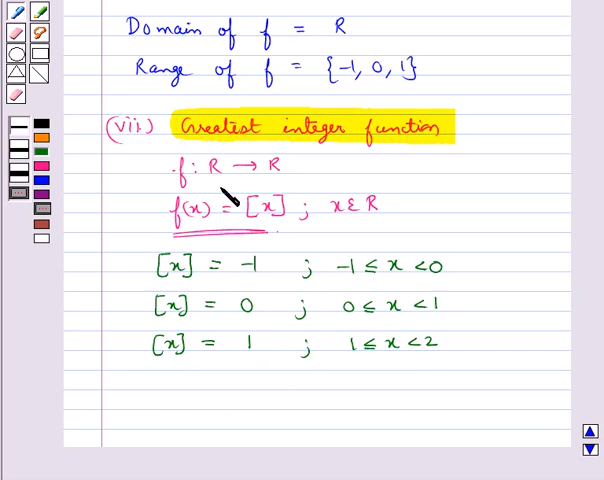 Domain of f = R
Range of f = {-1, 0, 1}
(vii) Greatest integer function
f : R → R
f(x) = [x] ; x ε R
[x] = -1 ; -1 ≤ x < 0
[x] = 0 ; 0 ≤ x < 1
[x] = 1 ; 1 ≤ x < 2